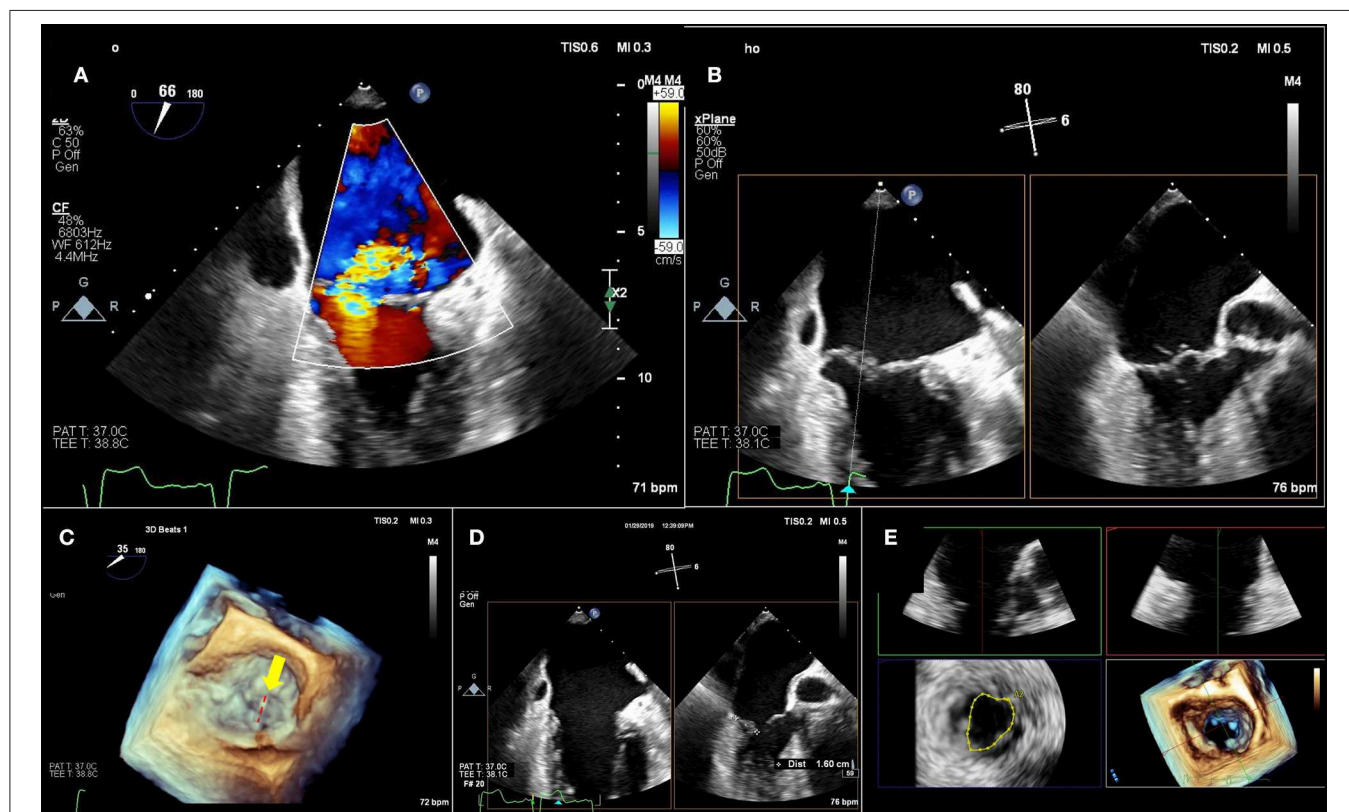 o
TIS0.6 MI 0.3
A
0 66 180
P
M4 M4
+59.0
-59.0
cm/s
63%
C 50
P Off
Gen
CF
48%
6803Hz
WF 612Hz
4.4MHz
G
P R
0
5
x2
10
PAT T: 37.0C
TEE T: 38.8C
71 bpm
ho
TIS0.2 MI 0.5
B
80
6
M4
xPlane
60%
60%
50dB
P Off
Gen
P
G
P R
PAT T: 37.0C
TEE T: 38.1C
76 bpm
C
3D Beats 1
TIS0.2 MI 0.3
35 180
M4
Gen
PAT T: 37.0C
TEE T: 38.8C
72 bpm
D
01/29/2019 12:39:09PM
TIS0.2 MI 0.5
80
6
M4
P Off
Gen
P
G
P R
Dist 1.60 cm
59
PAT T: 37.0C
TEE T: 38.1C
F# 20
76 bpm
E